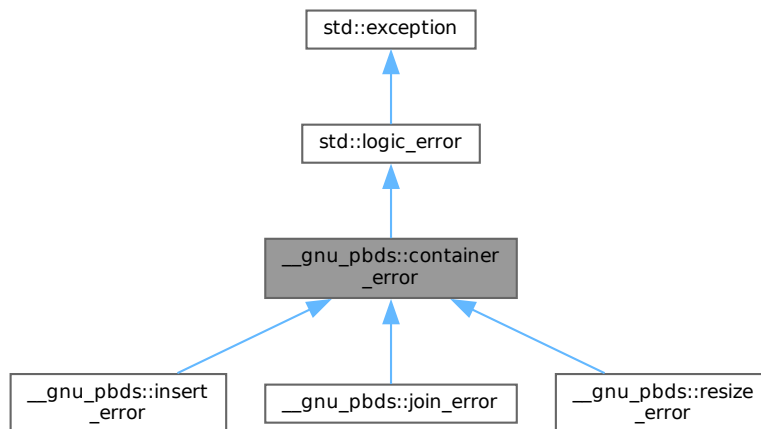 std::exception
std::logic_error
__gnu_pbds::container
_error
__gnu_pbds::insert
_error
__gnu_pbds::join_error
__gnu_pbds::resize
_error